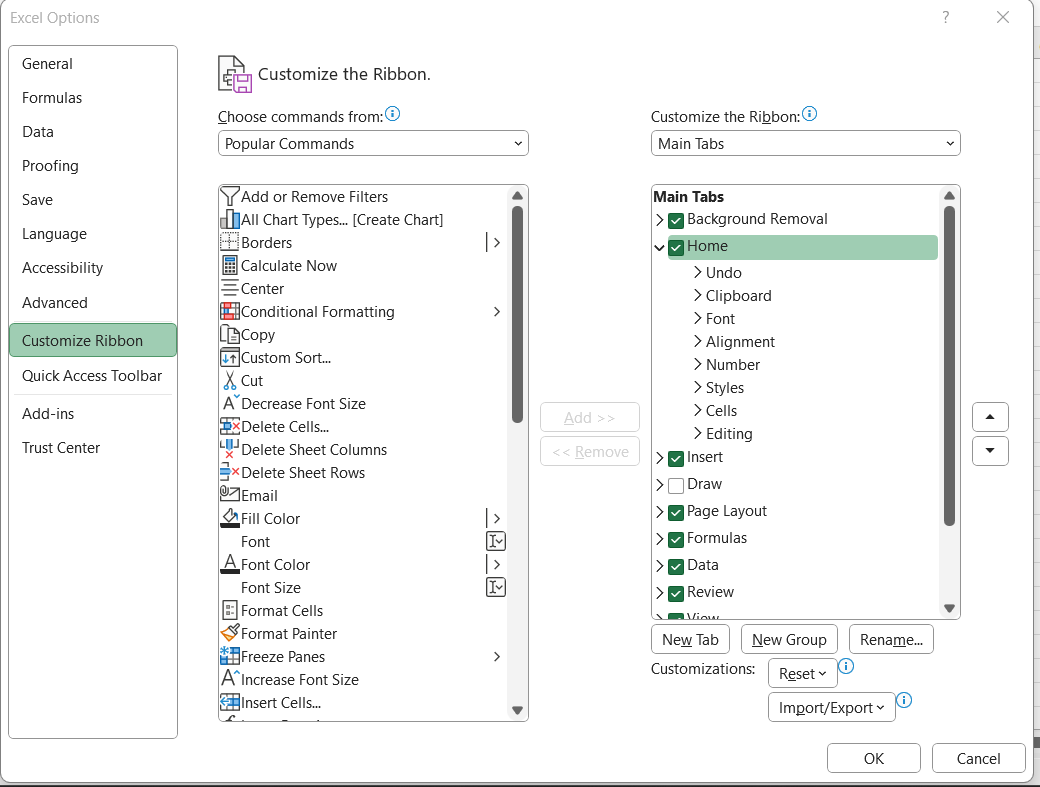 Excel Options
?
General
Formulas
Data
Proofing
Save
Language
Accessibility
Advanced
Customize Ribbon
Quick Access Toolbar
Add-ins
Trust Center
Customize the Ribbon.
Choose commands from:
Popular Commands
Add or Remove Filters
All Chart Types... [Create Chart]
Borders
Calculate Now
Center
Conditional Formatting
Copy
Custom Sort...
Cut
Decrease Font Size
Delete Cells...
Delete Sheet Columns
Delete Sheet Rows
Email
Fill Color
Font
Font Color
Font Size
Format Cells
Format Painter
Freeze Panes
Increase Font Size
Insert Cells...
Add >>
<< Remove
Customize the Ribbon:
Main Tabs
Main Tabs
Background Removal
Home
Undo
Clipboard
Font
Alignment
Number
Styles
Cells
Editing
Insert
Draw
Page Layout
Formulas
Data
Review
View
New Tab
New Group
Rename...
Customizations:
Reset
Import/Export
OK
Cancel